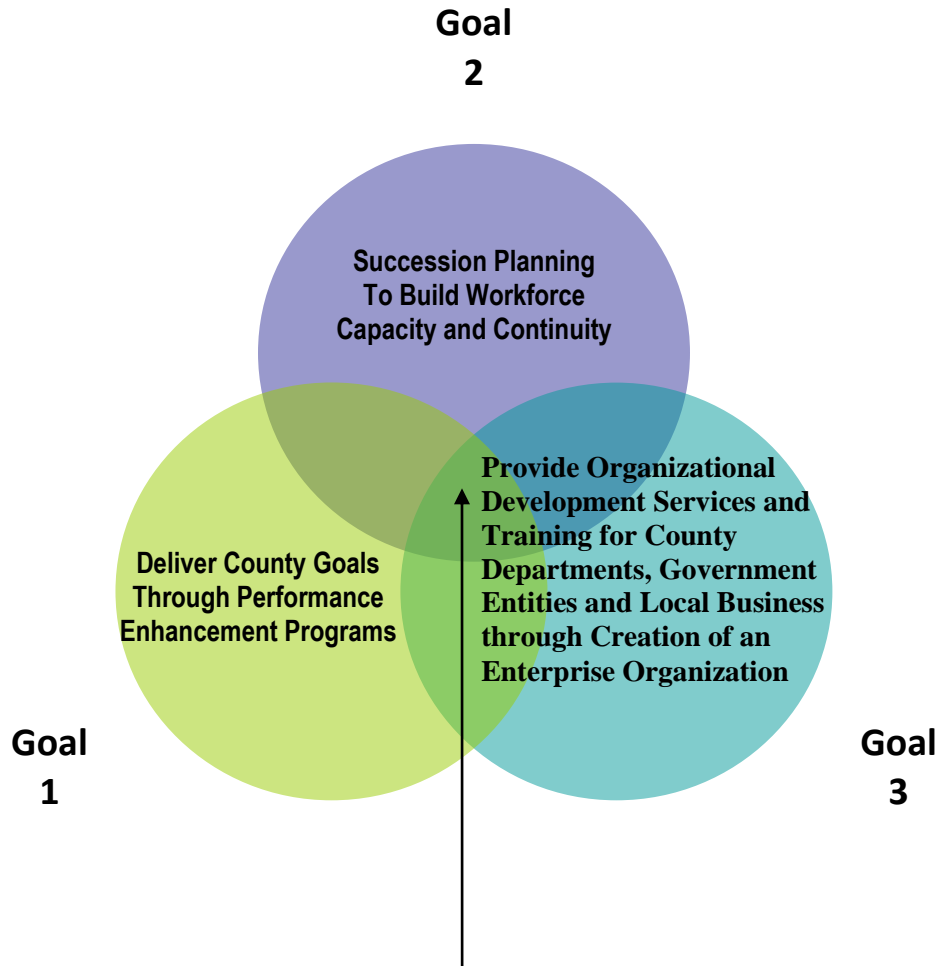 Goal
2
Succession Planning
To Build Workforce
Capacity and Continuity
Provide Organizational
Development Services and
Training for County
Departments, Government
Entities and Local Business
through Creation of an
Enterprise Organization
Deliver County Goals
Through Performance
Enhancement Programs
Goal
1
Goal
3